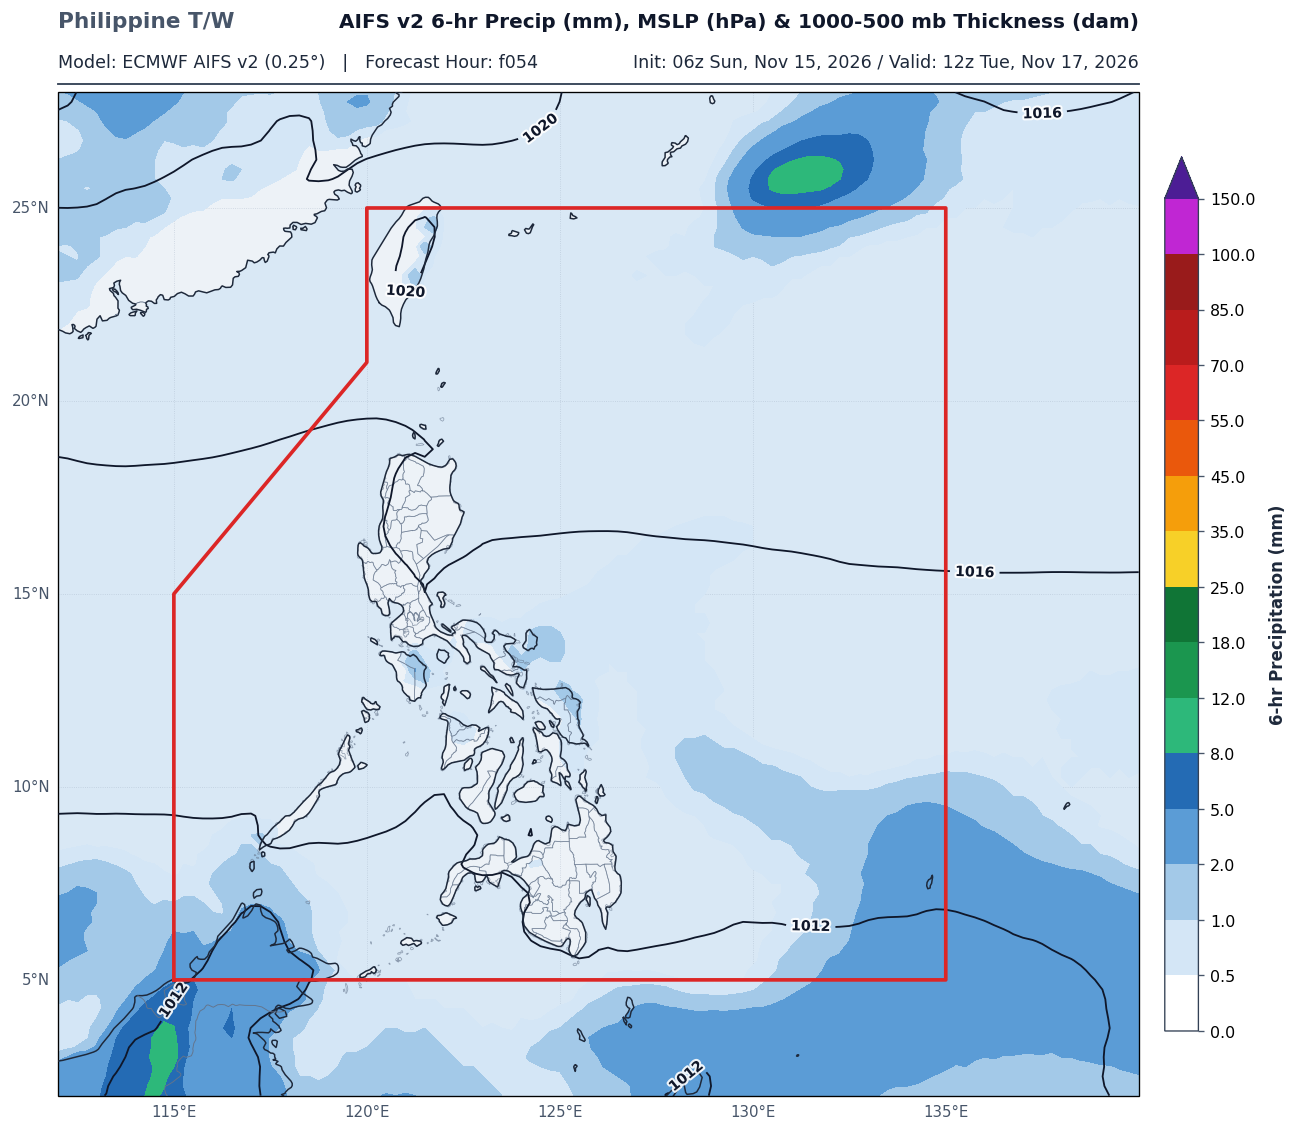 Philippine T/W
AIFS v2 6-hr Precip (mm), MSLP (hPa) & 1000-500 mb Thickness (dam)
Model: ECMWF AIFS v2 (0.25°)   |   Forecast Hour: f054
Init: 06z Sun, Nov 15, 2026 / Valid: 12z Tue, Nov 17, 2026
1020
1016
1020
1016
1012
1012
1012
25°N
20°N
15°N
10°N
5°N
115°E
120°E
125°E
130°E
135°E
150.0
100.0
85.0
70.0
55.0
45.0
35.0
25.0
18.0
12.0
8.0
5.0
2.0
1.0
0.5
0.0
6-hr Precipitation (mm)